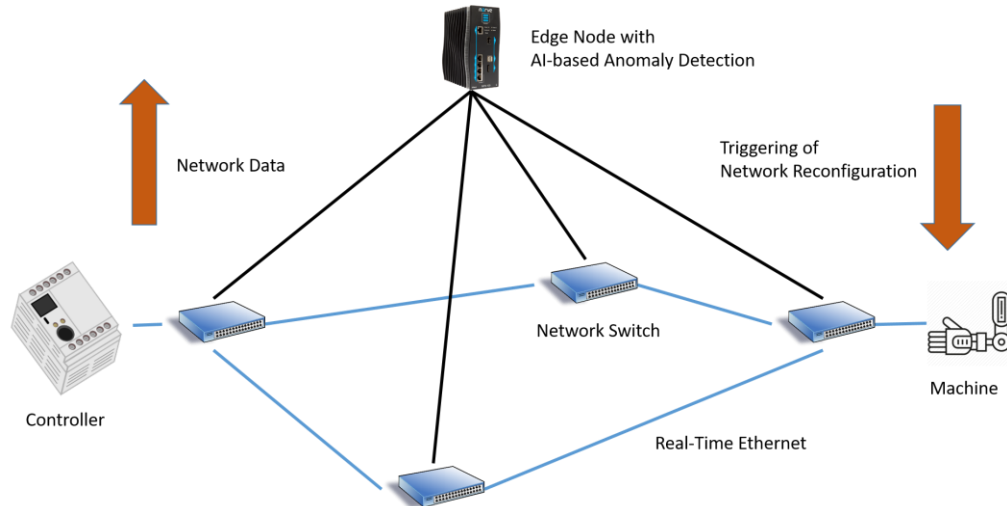 Edge Node with
AI-based Anomaly Detection
Network Data
Triggering of
Network Reconfiguration
Network Switch
Machine
Controller
Real-Time Ethernet